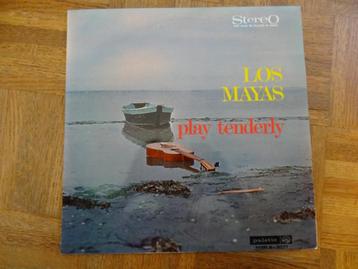 Stereo
LOS
MAYAS
play tenderly
palette